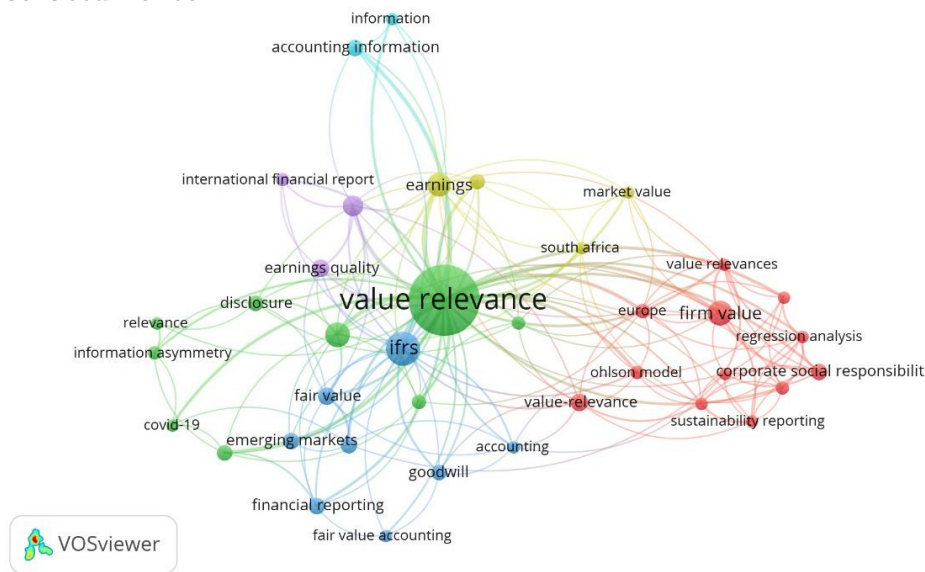 information
accounting information
international financial report
earnings
market value
south africa
value relevances
earnings quality
value relevance
disclosure
europe
firm value
relevance
regression analysis
information asymmetry
ifrs
ohlson model
corporate social responsibilit
fair value
value-relevance
sustainability reporting
covid-19
emerging markets
accounting
goodwill
financial reporting
fair value accounting
VOSviewer